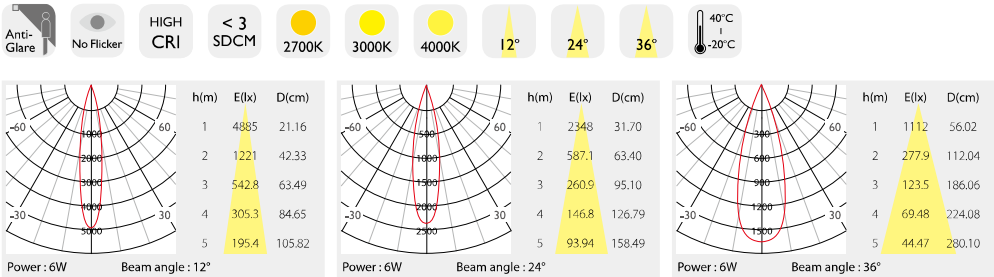 Anti-
Glare
No Flicker
HIGH
CRI
< 3
SDCM
2700K
3000K
4000K
12°
24°
36°
40°C
-20°C
-60
60
-30
30
1000
2000
3000
4000
5000
h(m) E(lx) D(cm)
1 4885 21.16
2 1221 42.33
3 542.8 63.49
4 305.3 84.65
5 195.4 105.82
Power : 6W Beam angle : 12°
-60
60
-30
30
500
1000
1500
2000
2500
h(m) E(lx) D(cm)
1 2348 31.70
2 587.1 63.40
3 260.9 95.10
4 146.8 126.79
5 93.94 158.49
Power : 6W Beam angle : 24°
-60
60
-30
30
300
600
900
1200
1500
h(m) E(lx) D(cm)
1 1112 56.02
2 277.9 112.04
3 123.5 186.06
4 69.48 224.08
5 44.47 280.10
Power : 6W Beam angle : 36°